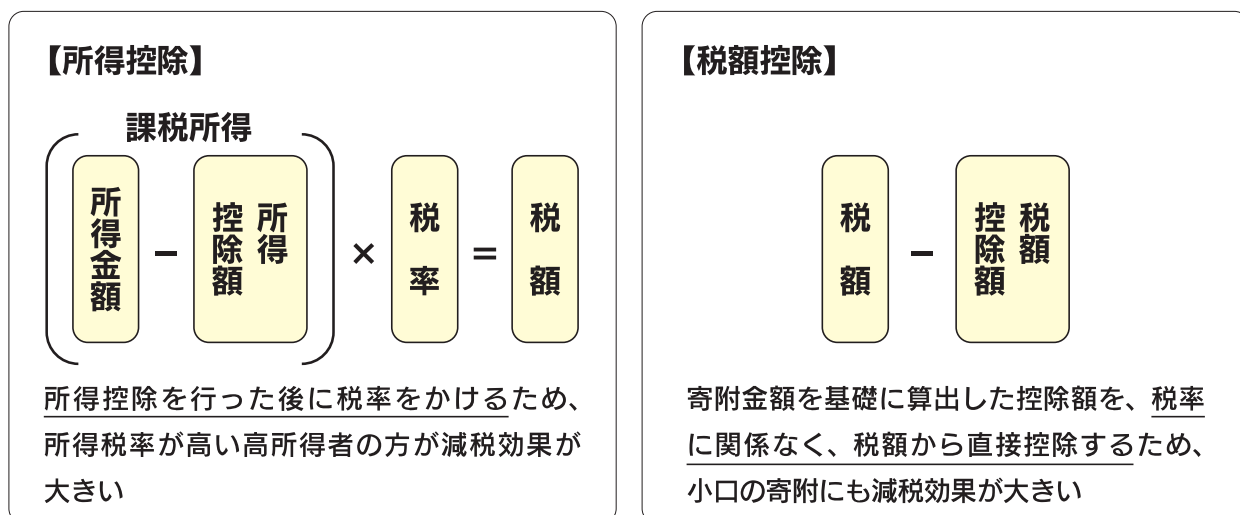 【所得控除】
課税所得
所得金額
−
所得
控除額
×
税率
=
税額
所得控除を行った後に税率をかけるため、
所得税率が高い高所得者の方が減税効果が
大きい
【税額控除】
税額
−
税額
控除額
寄附金額を基礎に算出した控除額を、税率
に関係なく、税額から直接控除するため、
小口の寄附にも減税効果が大きい